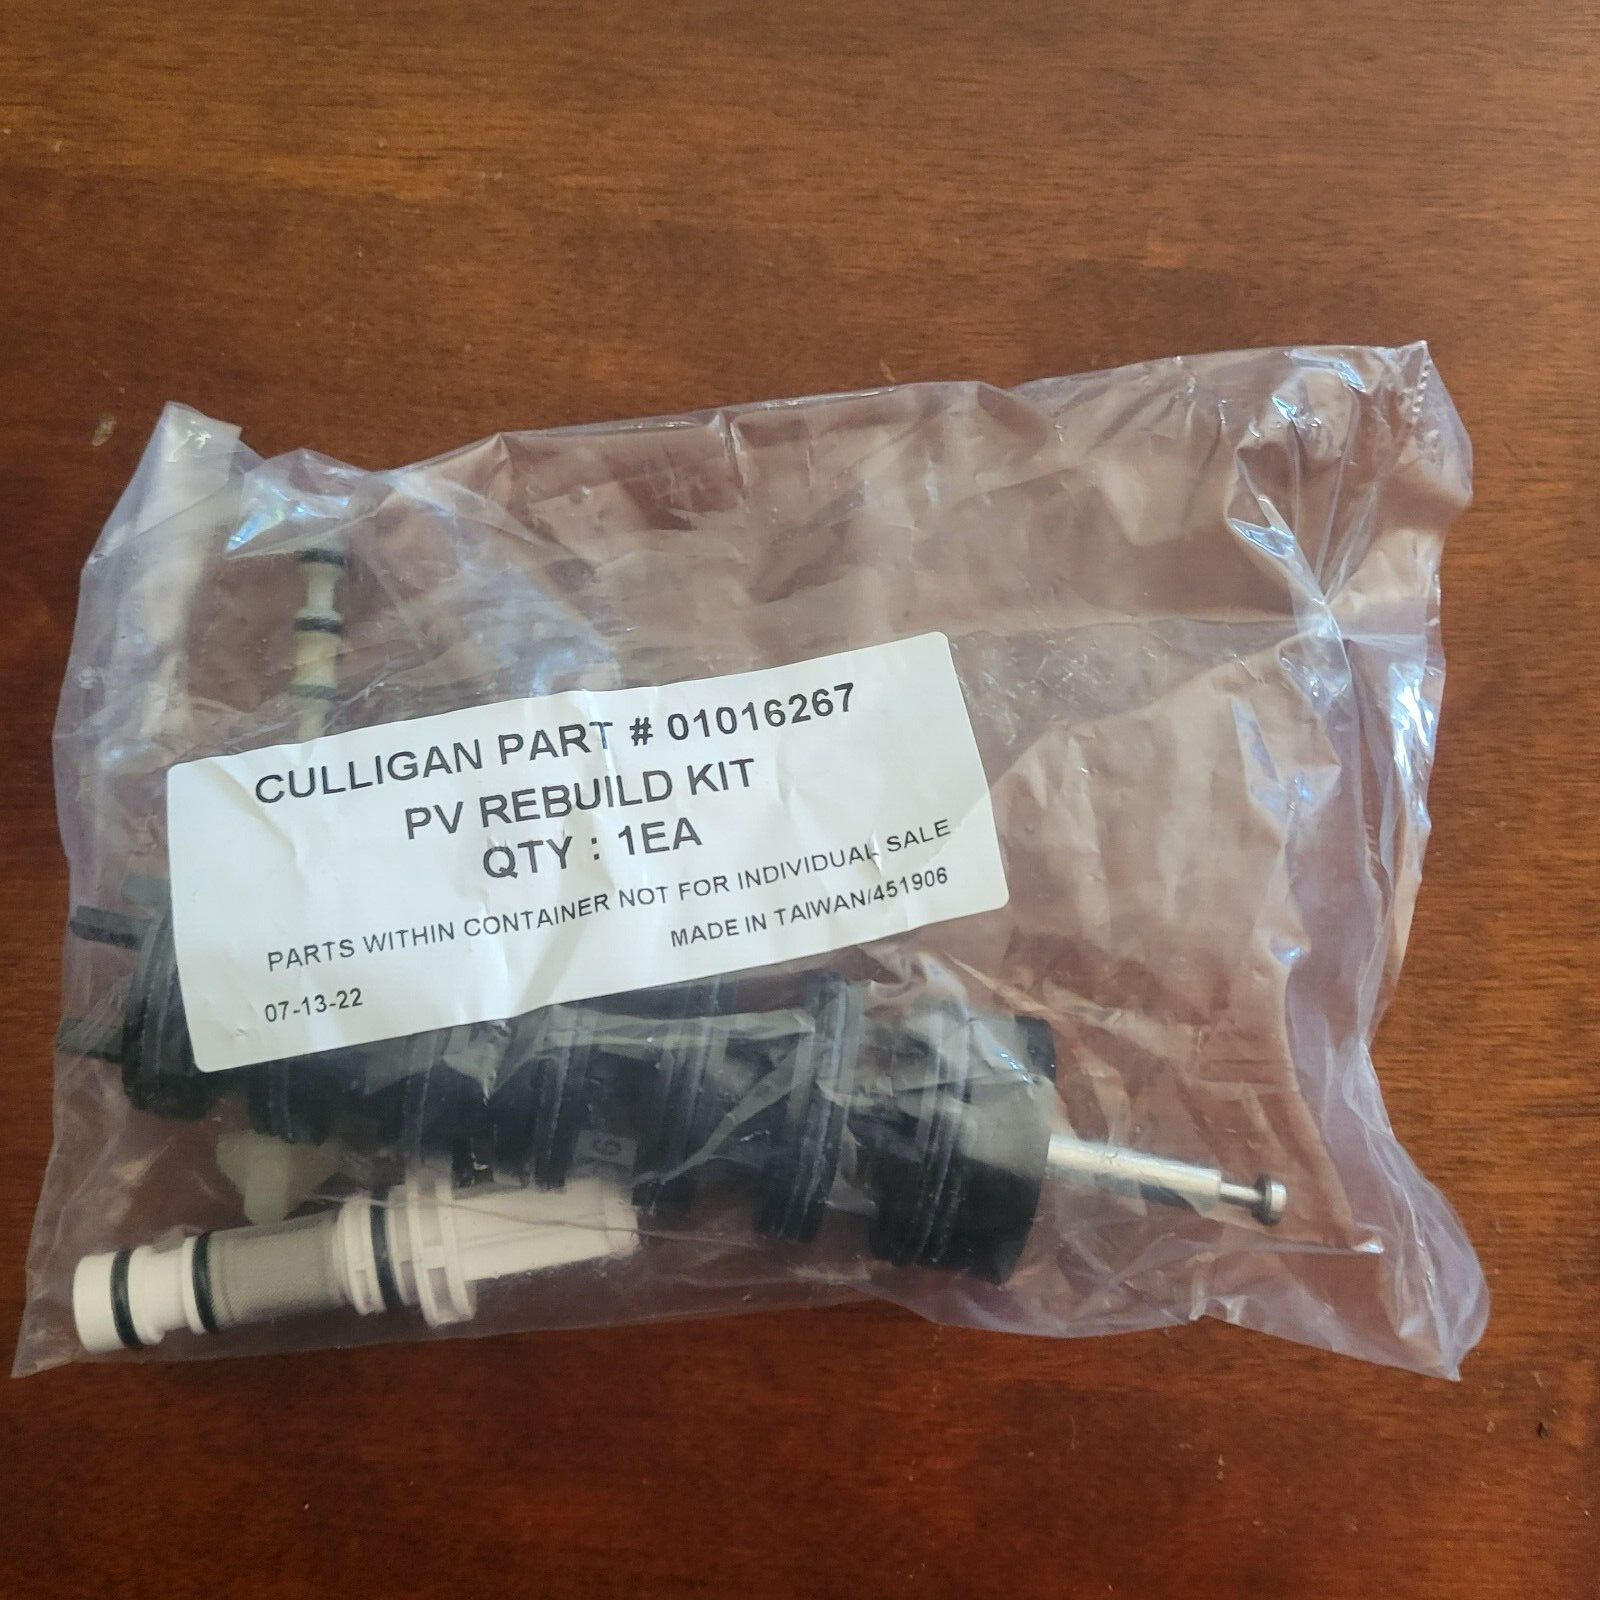 CULLIGAN PART # 01016267
PV REBUILD KIT
QTY : 1EA
PARTS WITHIN CONTAINER NOT FOR INDIVIDUAL SALE
MADE IN TAIWAN/451906
07-13-22